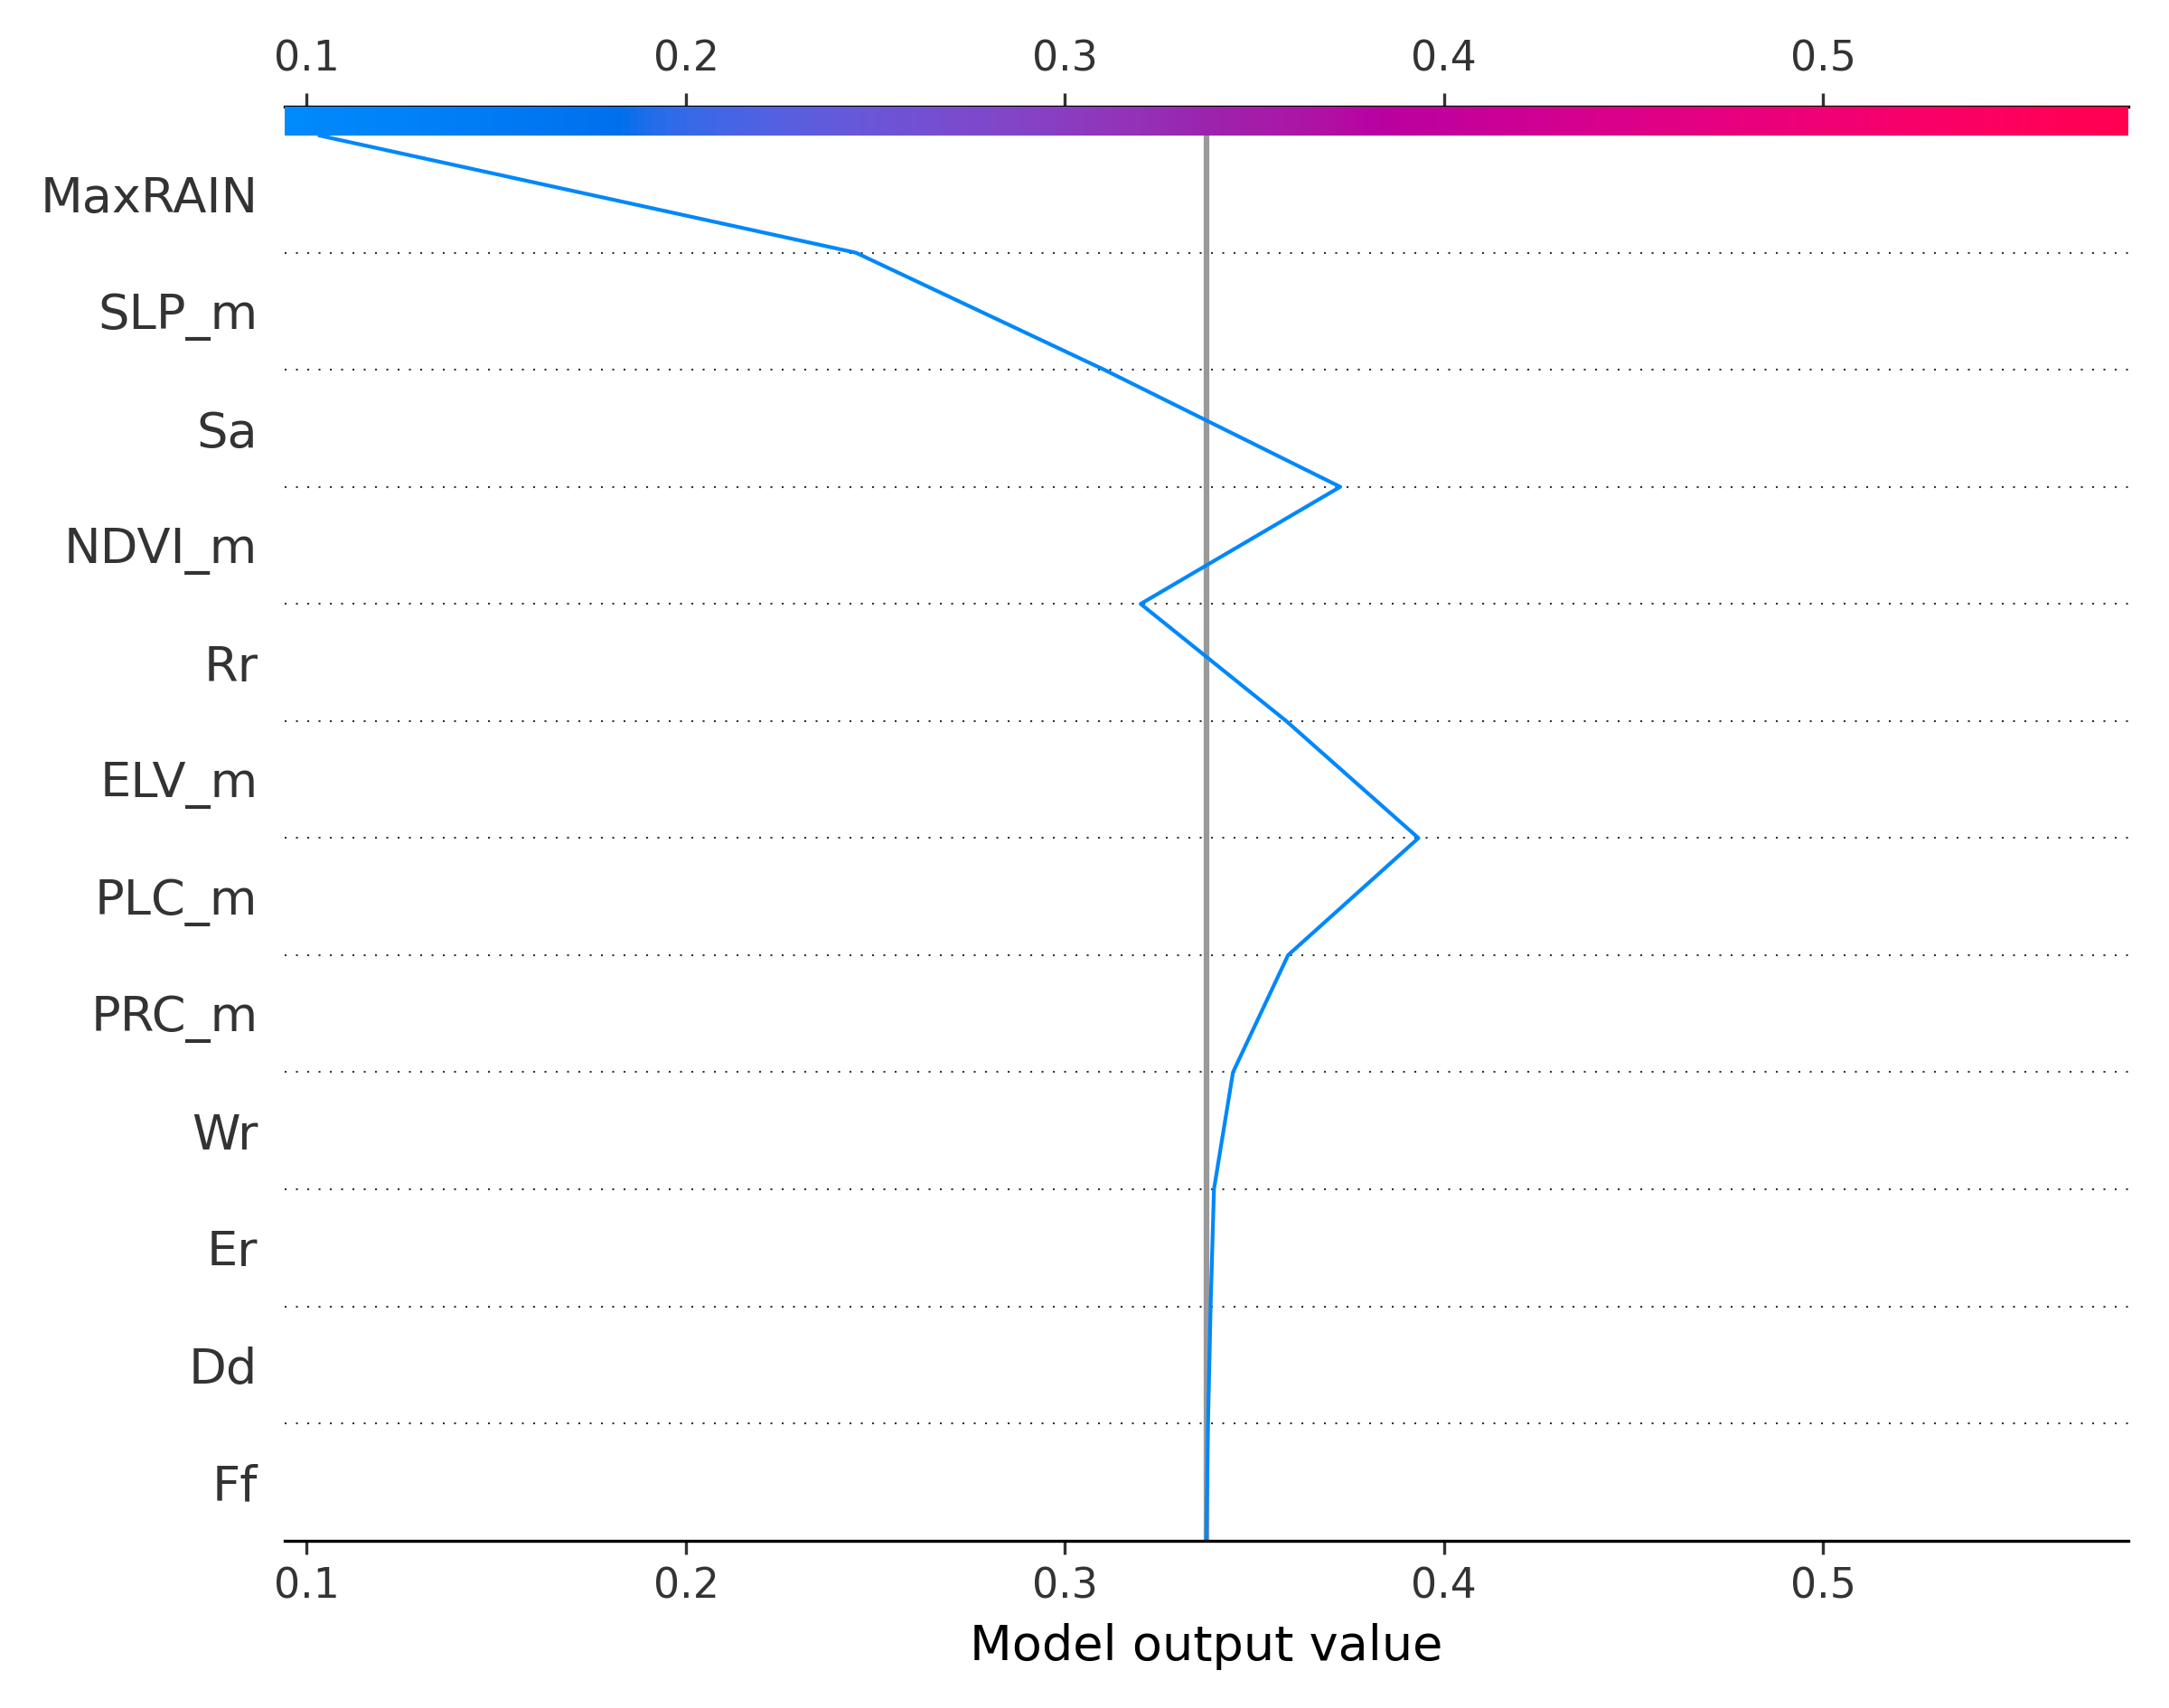 0.1 0.2 0.3 0.4 0.5
MaxRAIN
SLP_m
Sa
NDVI_m
Rr
ELV_m
PLC_m
PRC_m
Wr
Er
Dd
Ff
0.1 0.2 0.3 0.4 0.5
Model output value